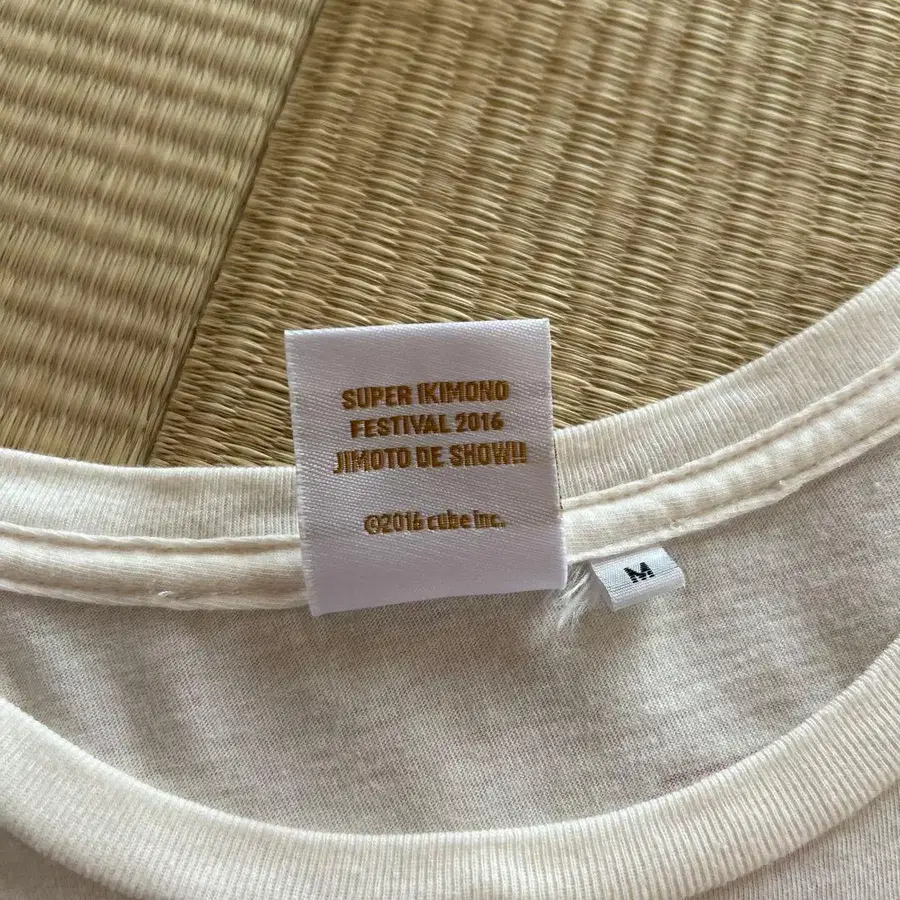 SUPER IKIMONO
FESTIVAL 2016
JIMOTO DE SHOW!!
©2016 cube inc.
M